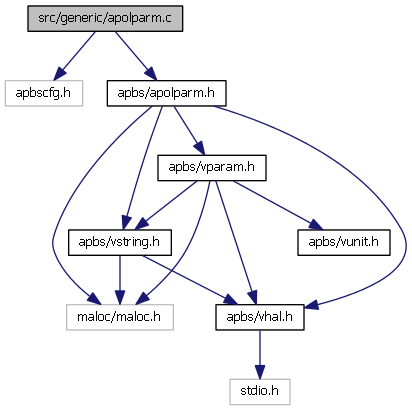 src/generic/apolparm.c
apbscfg.h
apbs/apolparm.h
apbs/vparam.h
apbs/vstring.h
apbs/vunit.h
maloc/maloc.h
apbs/vhal.h
stdio.h